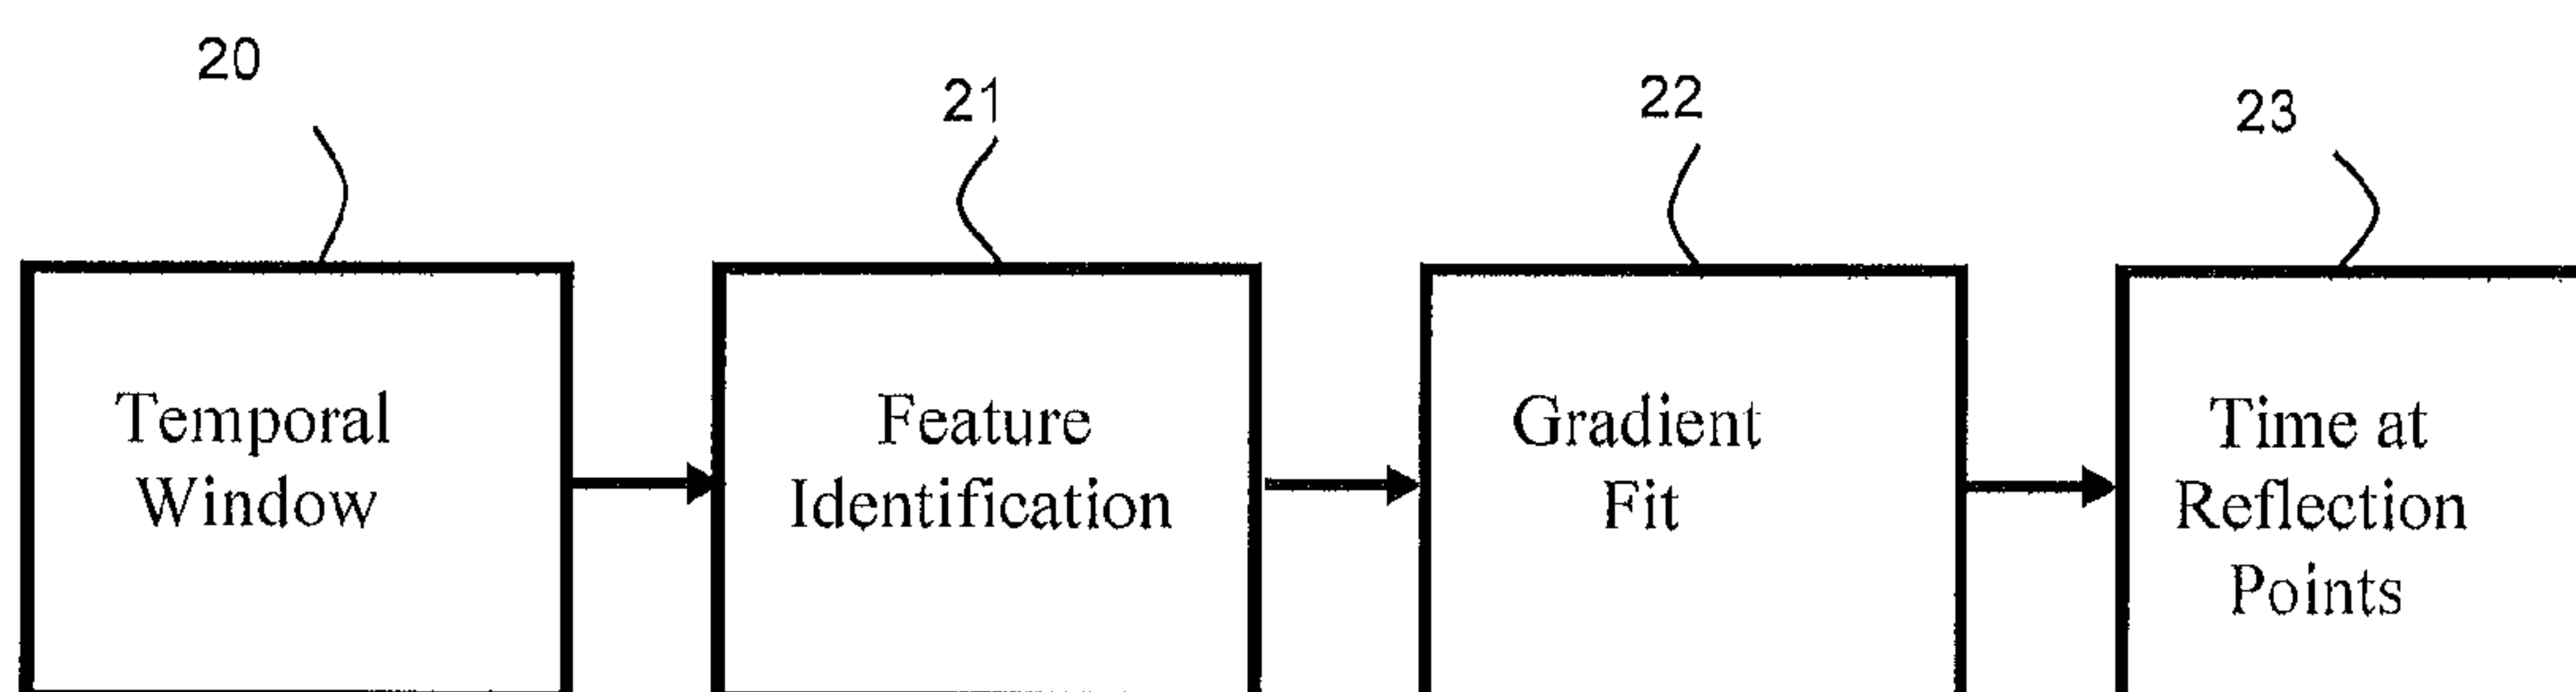 20
21
22
23
Temporal
Window
Feature
Identification
Gradient
Fit
Time at
Reflection
Points